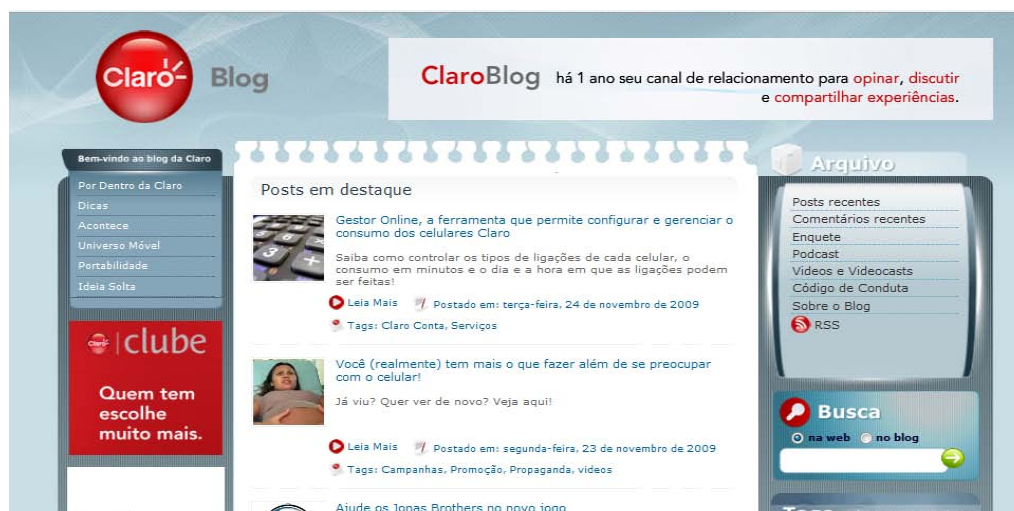 Claro
Blog
ClaroBlog há 1 ano seu canal de relacionamento para opinar, discutir
e compartilhar experiências.
Bem-vindo ao blog da Claro
Por Dentro da Claro
Dicas
Acontece
Universo Móvel
Portabilidade
Ideia Solta
Claro clube
Quem tem
escolhe
muito mais.
Posts em destaque
Gestor Online, a ferramenta que permite configurar e gerenciar o
consumo dos celulares Claro
Saiba como controlar os tipos de ligações de cada celular, o
consumo em minutos e o dia e a hora em que as ligações podem
ser feitas!
Leia Mais Postado em: terça-feira, 24 de novembro de 2009
Tags: Claro Conta, Serviços
Você (realmente) tem mais o que fazer além de se preocupar
com o celular!
Já viu? Quer ver de novo? Veja aqui!
Leia Mais Postado em: segunda-feira, 23 de novembro de 2009
Tags: Campanhas, Promoção, Propaganda, videos
Ajude os Jonas Brothers no novo jogo
Arquivo
Posts recentes
Comentários recentes
Enquete
Podcast
Videos e Videocasts
Código de Conduta
Sobre o Blog
RSS
Busca
na web no blog
Tags